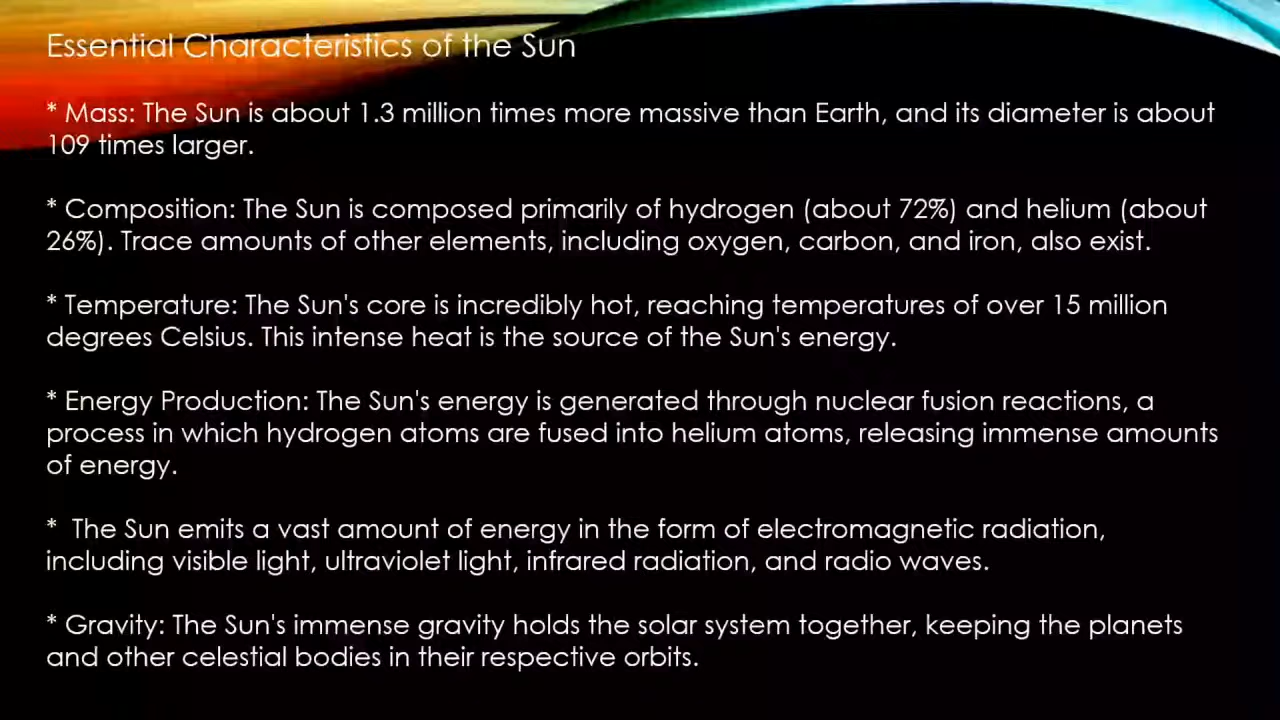 Essential Characteristics of the Sun
* Mass: The Sun is about 1.3 million times more massive than Earth, and its diameter is about
109 times larger.
* Composition: The Sun is composed primarily of hydrogen (about 72%) and helium (about
26%). Trace amounts of other elements, including oxygen, carbon, and iron, also exist.
* Temperature: The Sun's core is incredibly hot, reaching temperatures of over 15 million
degrees Celsius. This intense heat is the source of the Sun's energy.
* Energy Production: The Sun's energy is generated through nuclear fusion reactions, a
process in which hydrogen atoms are fused into helium atoms, releasing immense amounts
of energy.
*  The Sun emits a vast amount of energy in the form of electromagnetic radiation,
including visible light, ultraviolet light, infrared radiation, and radio waves.
* Gravity: The Sun's immense gravity holds the solar system together, keeping the planets
and other celestial bodies in their respective orbits.